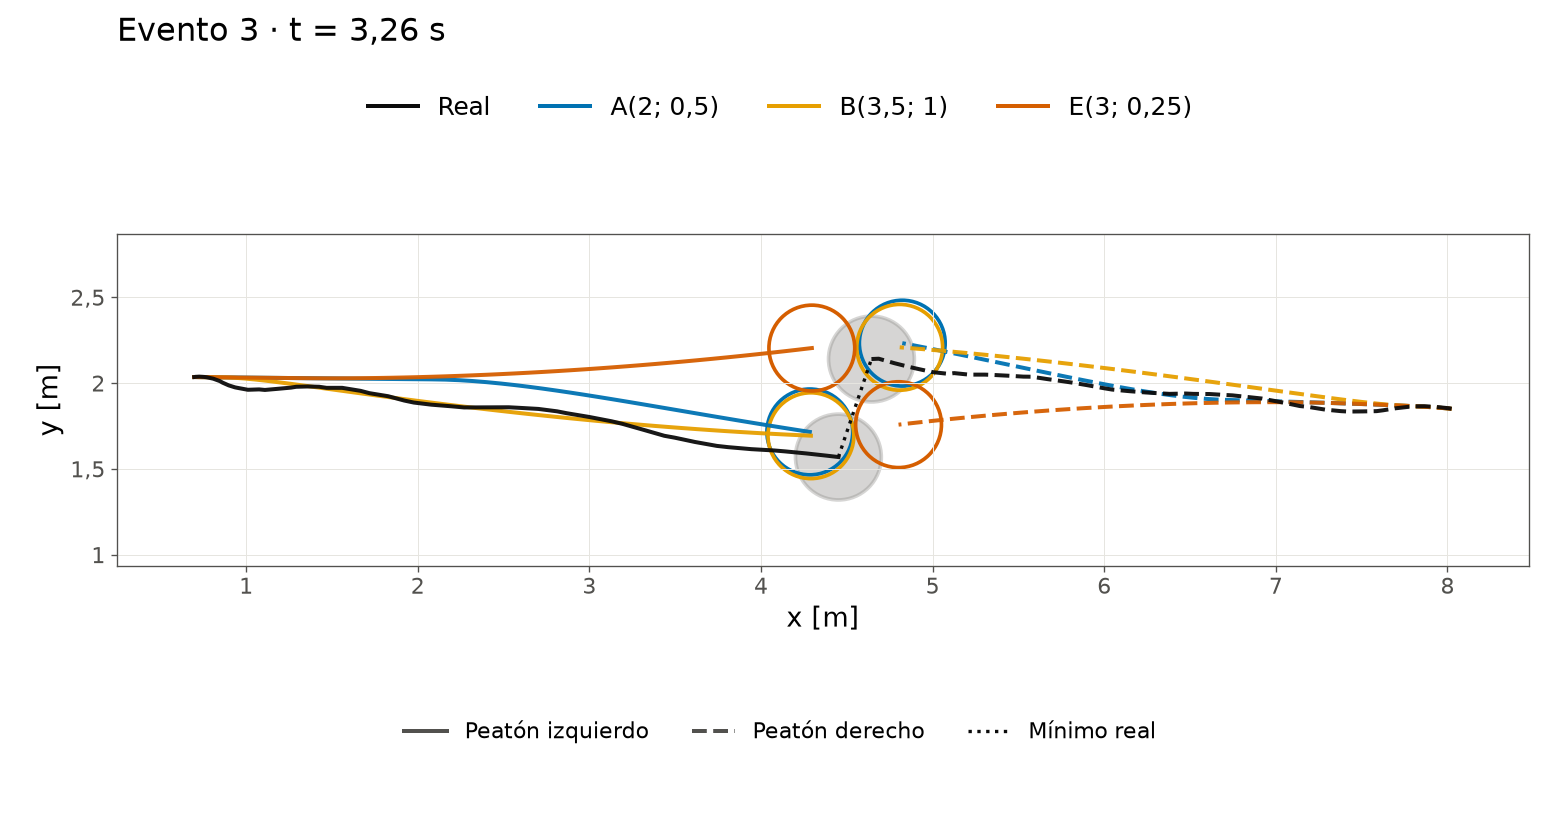 Evento 3 · t = 3,26 s
Real A(2; 0,5) B(3,5; 1) E(3; 0,25)
2,5
2
1,5
1
y [m]
1 2 3 4 5 6 7 8
x [m]
Peatón izquierdo Peatón derecho Mínimo real